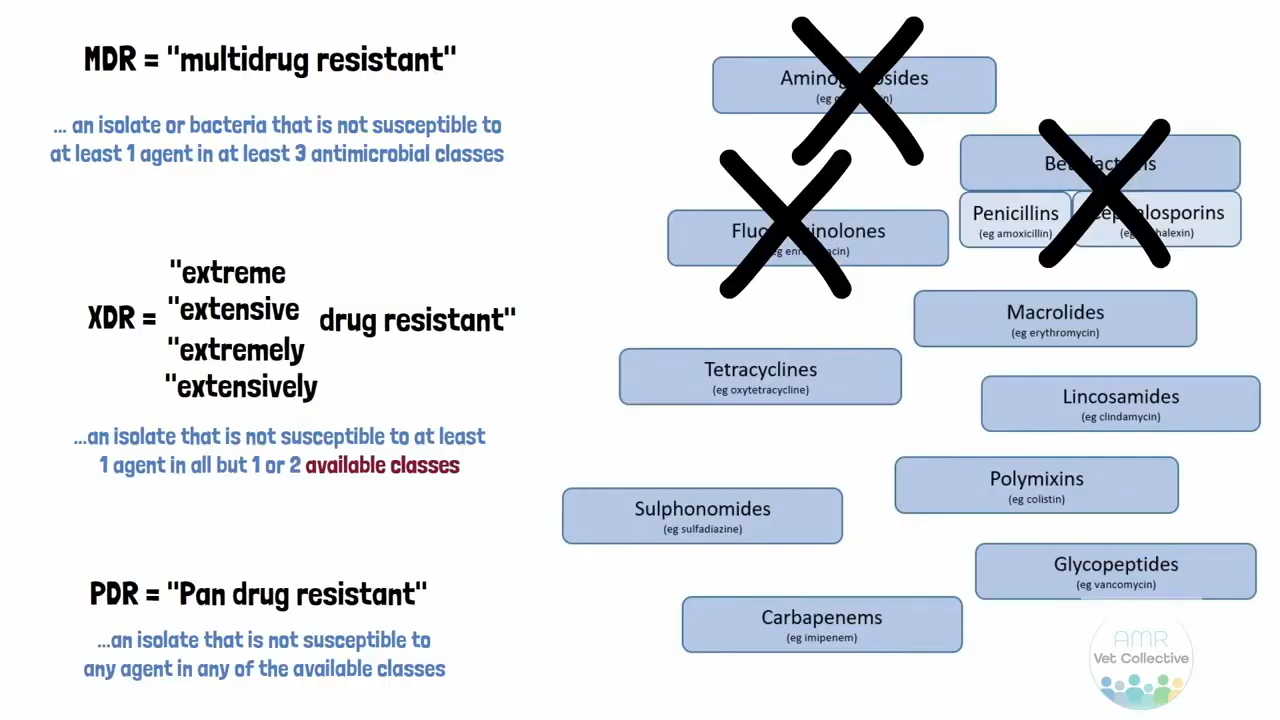 MDR = "multidrug resistant"
... an isolate or bacteria that is not susceptible to
at least 1 agent in at least 3 antimicrobial classes
XDR =
"extreme
"extensive
"extremely
"extensively
drug resistant"
...an isolate that is not susceptible to at least
1 agent in all but 1 or 2 available classes
PDR = "Pan drug resistant"
...an isolate that is not susceptible to
any agent in any of the available classes
Penicillins
(eg amoxicillin)
Macrolides
(eg erythromycin)
Tetracyclines
(eg oxytetracycline)
Lincosamides
(eg clindamycin)
Polymixins
(eg colistin)
Sulphonomides
(eg sulfadiazine)
Glycopeptides
(eg vancomycin)
Carbapenems
(eg imipenem)
AMR
Vet Collective